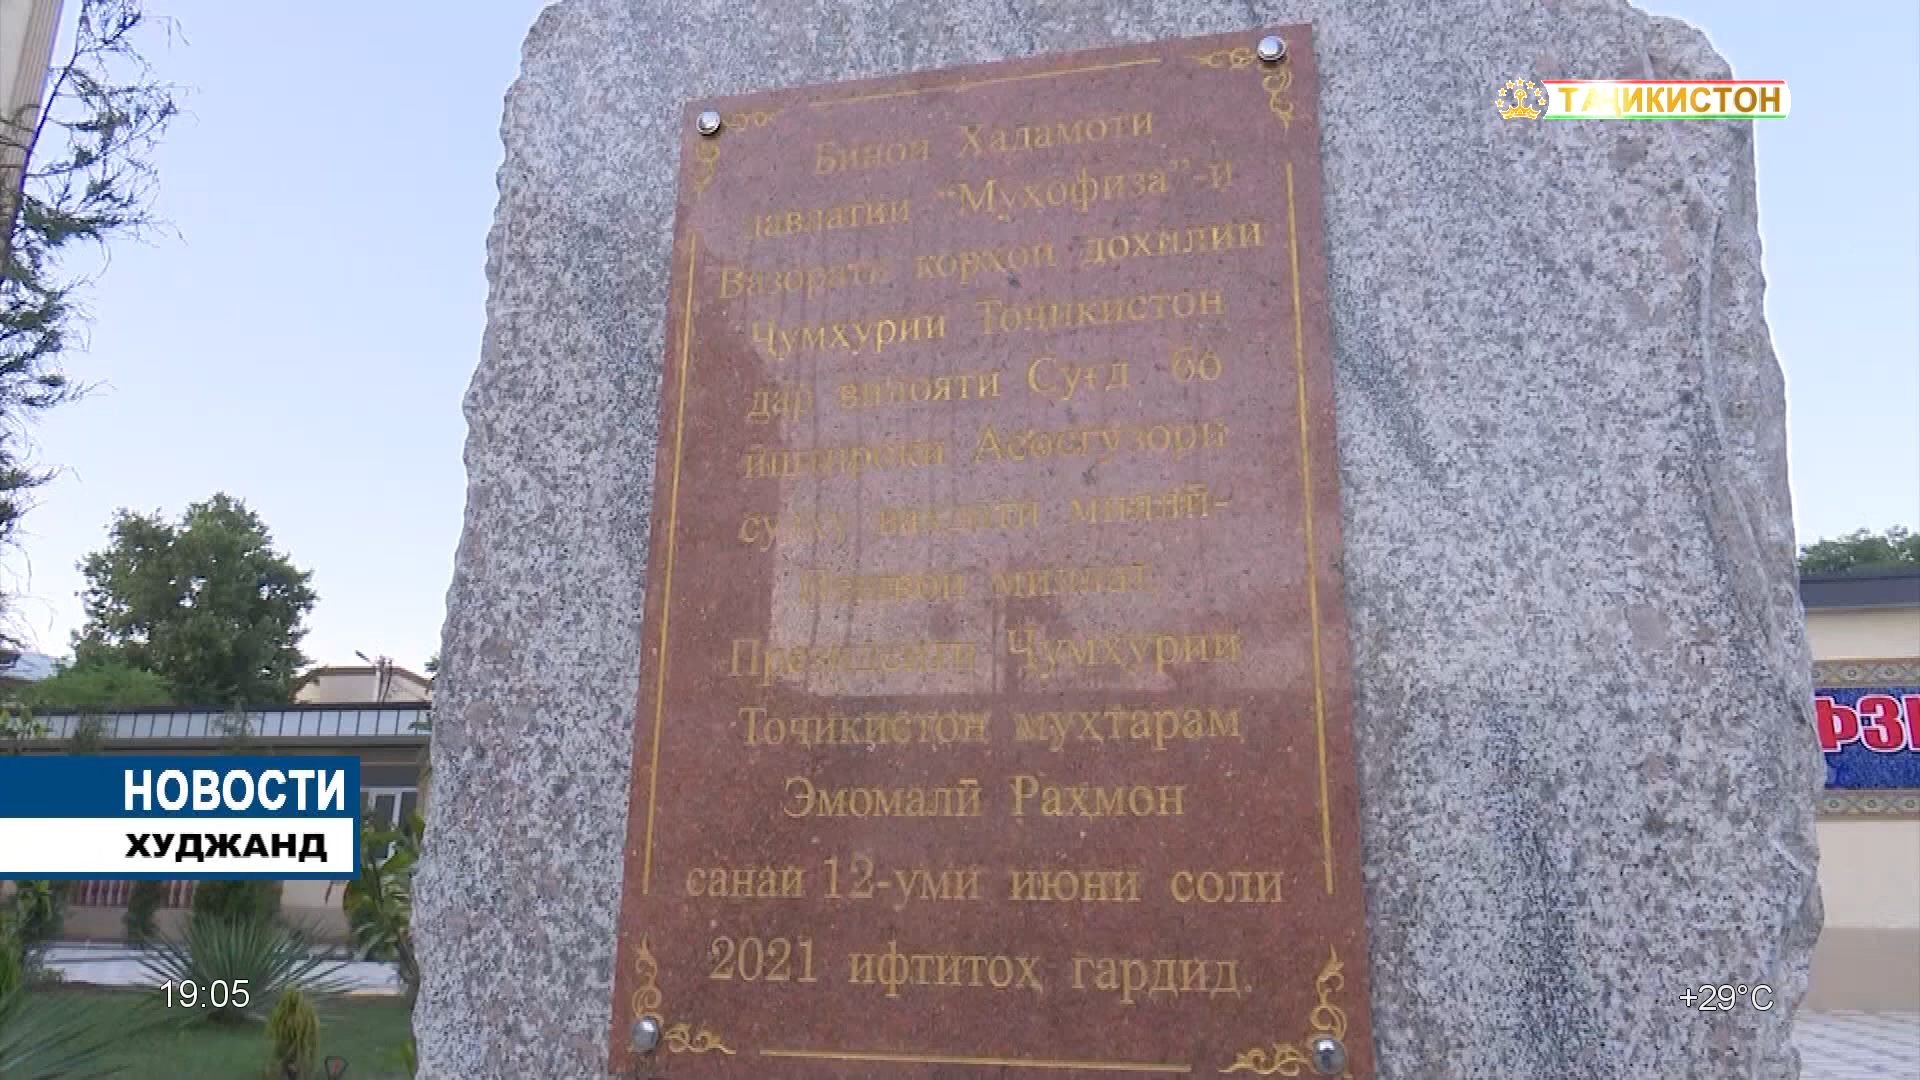 ТАҶИКИСТОН
Бинои Хадамоти
давлатии “Муҳофиза”-и
Вазорати корҳои дохилии
Ҷумҳурии Тоҷикистон
дар вилояти Суғд бо
иштироки Асосгузори
сулҳу ваҳдати миллӣ-
Пешвои миллат,
Президенти Ҷумҳурии
Тоҷикистон муҳтарам
Эмомалӣ Раҳмон
санаи 12-уми июни соли
2021 ифтитоҳ гардид.
НОВОСТИ
ХУДЖАНД
19:05
+29°C